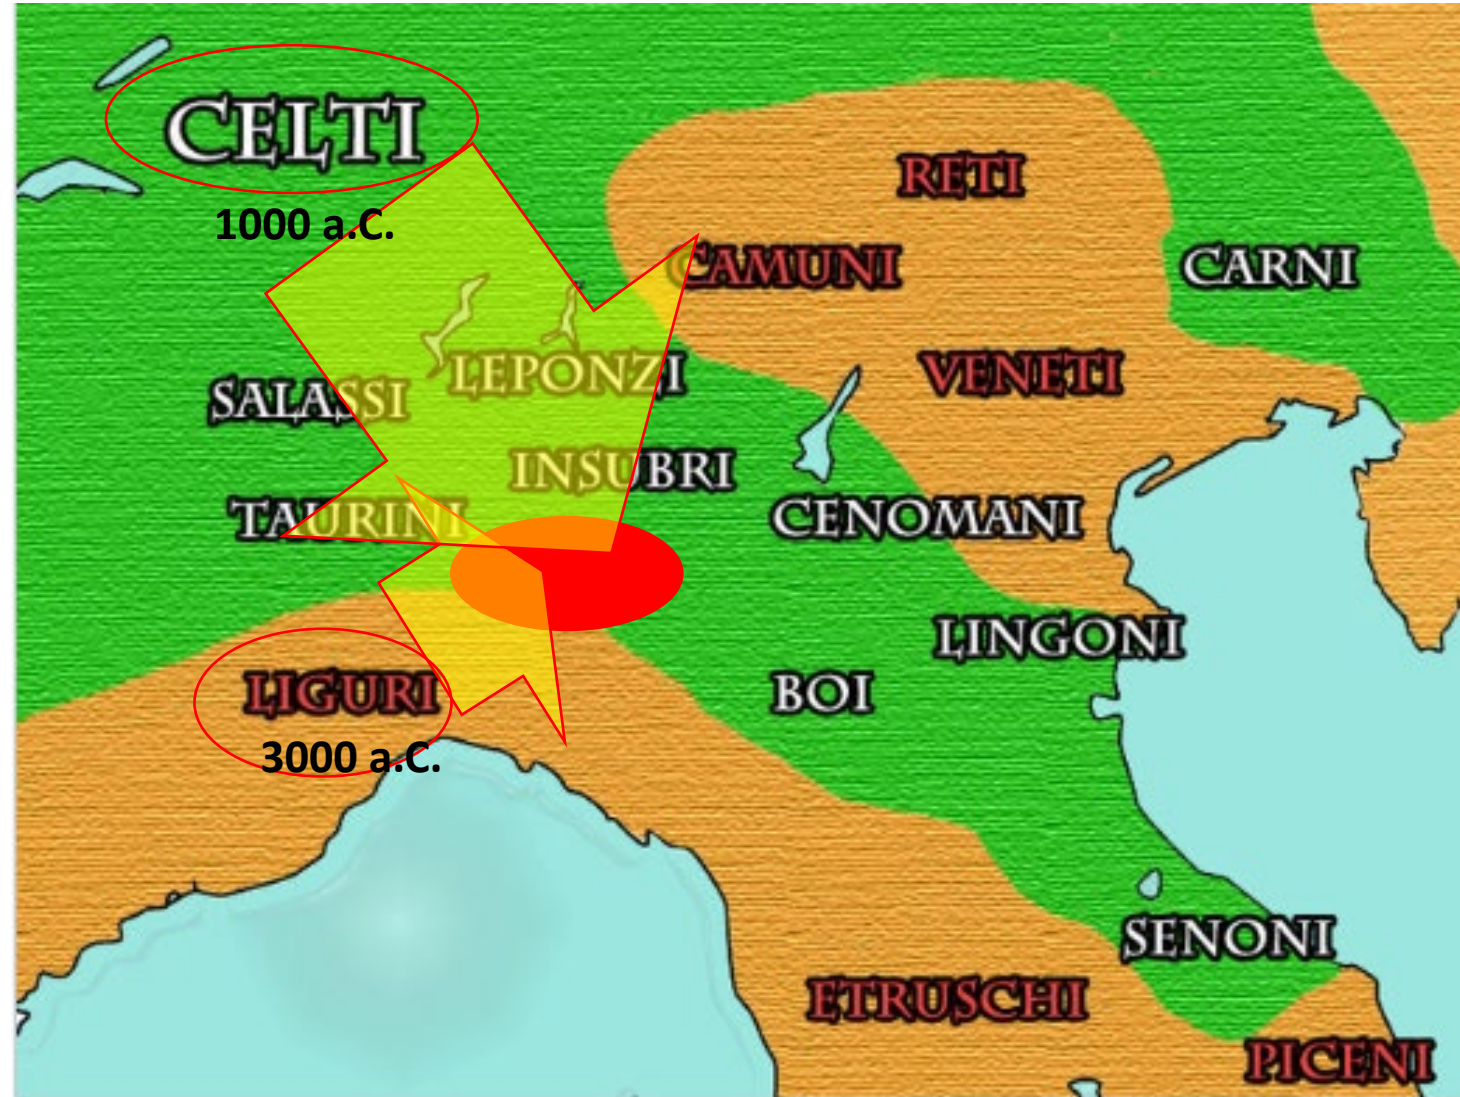 CELTI
1000 a.C.
RETI
CAMUNI
CARNI
LEPONZI
VENETI
SALASSI
INSUBRI
TAURINI
CENOMANI
LINGONI
LIGURI
BOI
3000 a.C.
SENONI
ETRUSCHI
PICENI